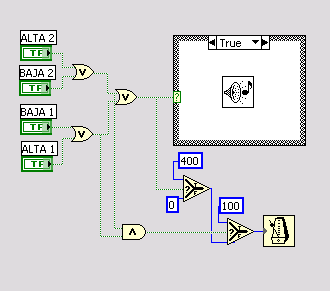 ALTA 2
TF
BAJA 2
TF
BAJA 1
TF
ALTA 1
TF
V
V
V
True
?
400
0
?
F
Λ
100
?
F